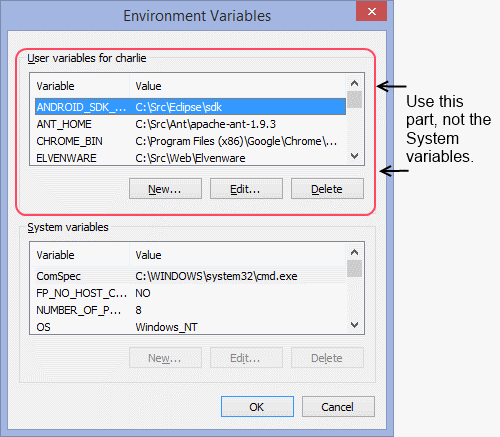 Environment Variables
User variables for charlie
Variable Value
ANDROID_SDK_... C:\Src\Eclipse\sdk
ANT_HOME C:\Src\Ant\apache-ant-1.9.3
CHROME_BIN C:\Program Files (x86)\Google\Chrome\...
ELVENWARE C:\Src\Web\Elvenware
New... Edit... Delete
System variables
Variable Value
ComSpec C:\WINDOWS\system32\cmd.exe
FP_NO_HOST_C... NO
NUMBER_OF_P... 8
OS Windows_NT
New... Edit... Delete
OK Cancel
Use this
part, not the
System
variables.